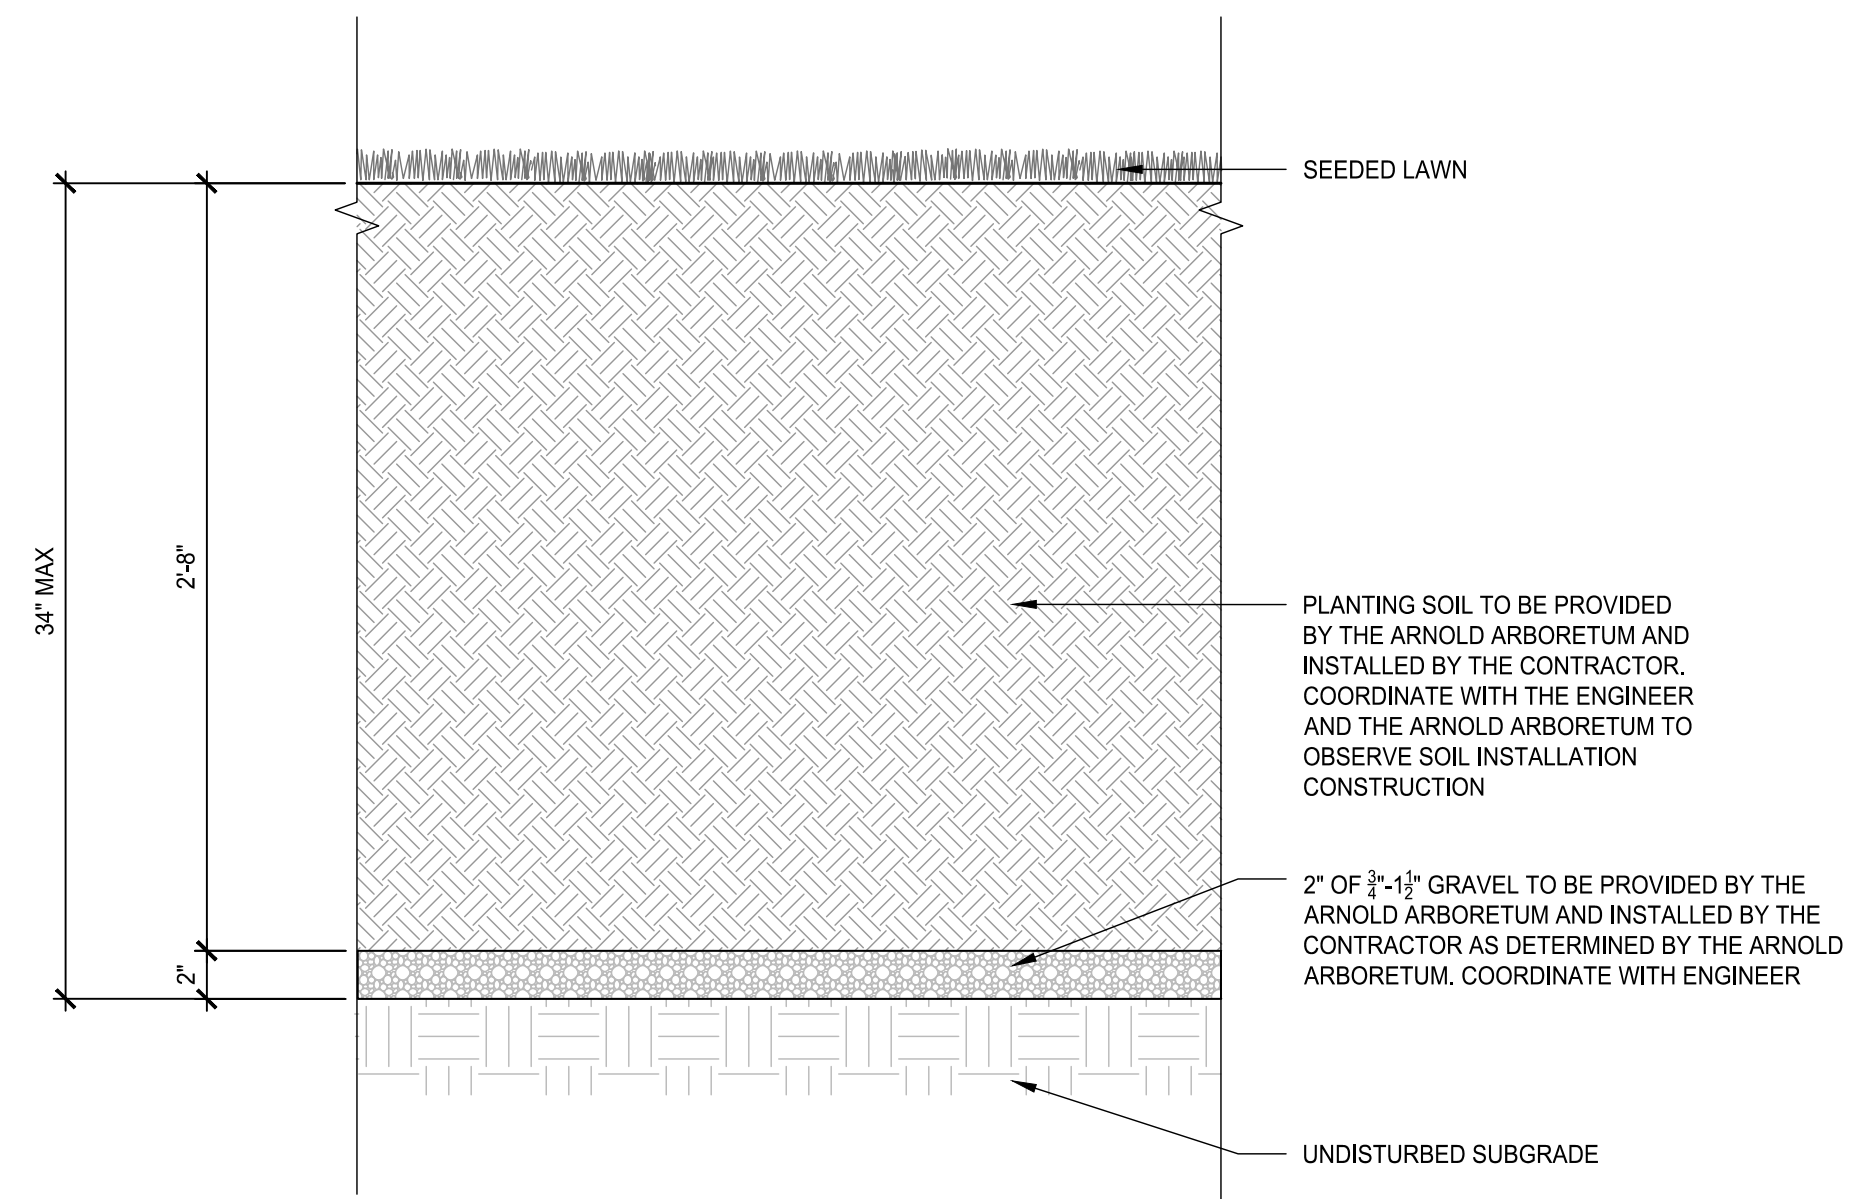 SEEDED LAWN
34" MAX
2'-8"
PLANTING SOIL TO BE PROVIDED
BY THE ARNOLD ARBORETUM AND
INSTALLED BY THE CONTRACTOR.
COORDINATE WITH THE ENGINEER
AND THE ARNOLD ARBORETUM TO
OBSERVE SOIL INSTALLATION
CONSTRUCTION
2"
2" OF 3/4"-1 1/2" GRAVEL TO BE PROVIDED BY THE
ARNOLD ARBORETUM AND INSTALLED BY THE
CONTRACTOR AS DETERMINED BY THE ARNOLD
ARBORETUM. COORDINATE WITH ENGINEER
UNDISTURBED SUBGRADE